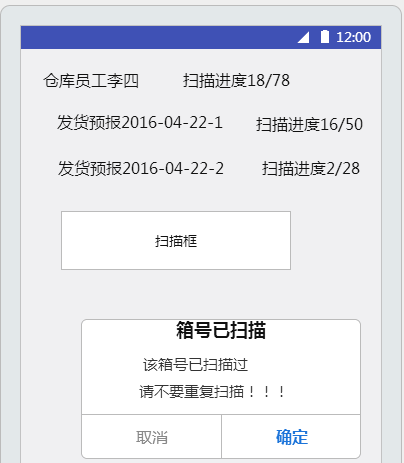 12:00
仓库员工李四 扫描进度18/78
发货预报2016-04-22-1 扫描进度16/50
发货预报2016-04-22-2 扫描进度2/28
扫描框
箱号已扫描
该箱号已扫描过
请不要重复扫描！！！
取消 确定